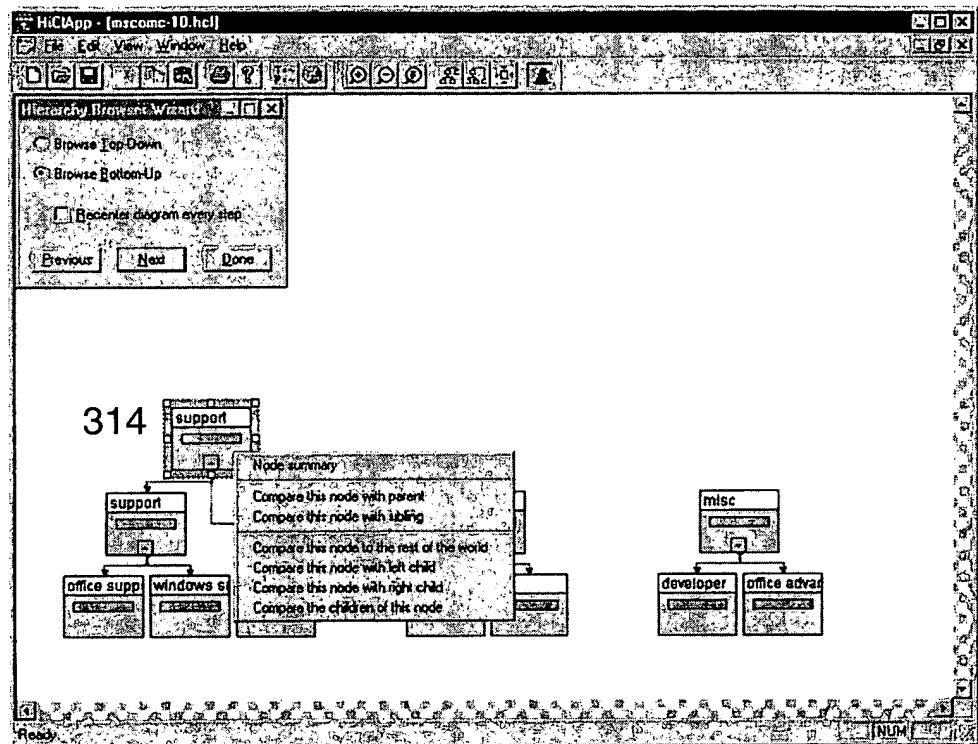 HiClApp - [mscomc-10.hcl]
File Edit View Window Help
Hierarchy Browser Wizard
Browse Top-Down
Browse Bottom-Up
Recenter diagram every step
Previous Next Done
314
support
Node summary
Compare this node with parent
Compare this node with sibling
Compare this node to the rest of the world
Compare this node with left child
Compare this node with right child
Compare the children of this node
support
misc
office supp
windows s
developer
office advan
Ready
NUM